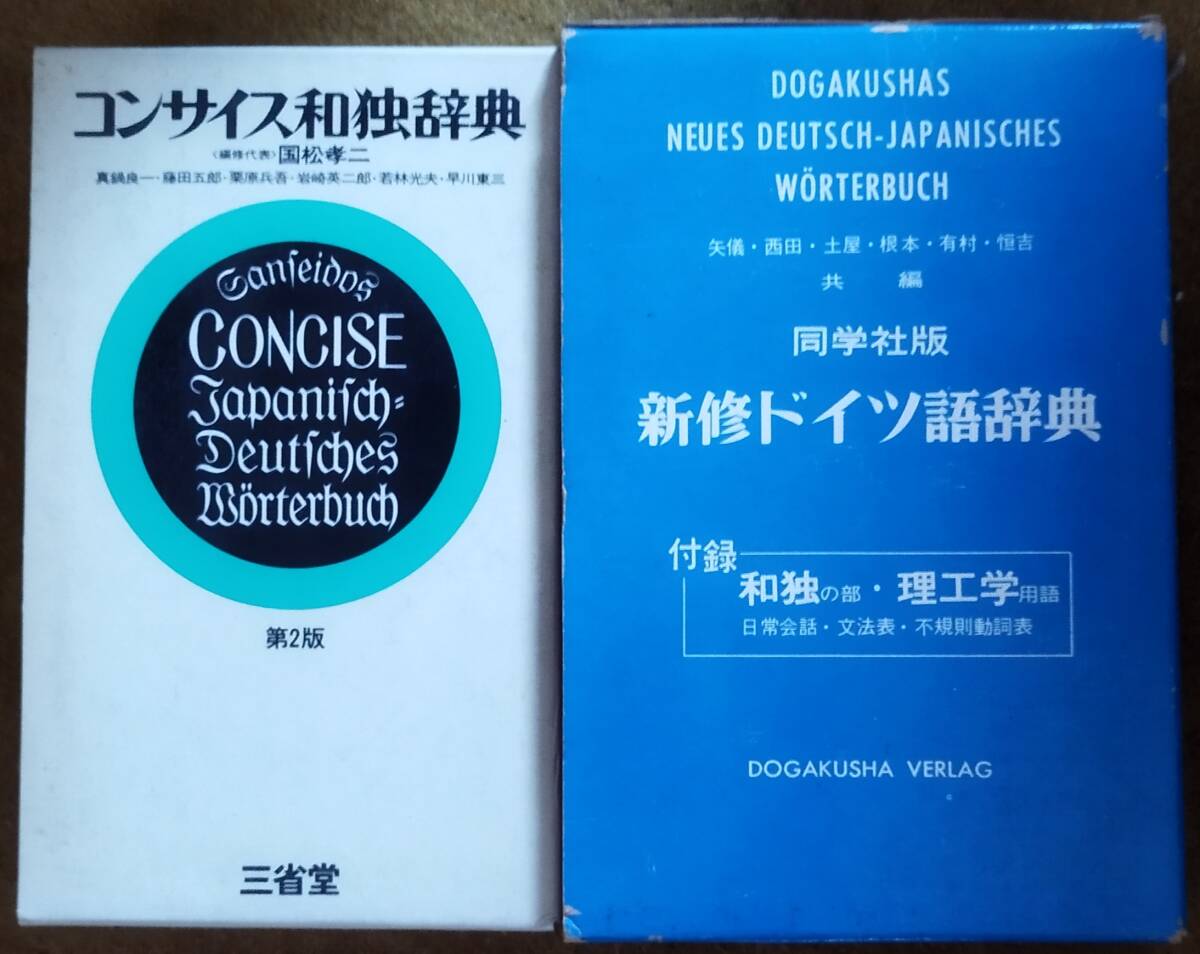 コンサイス和独辞典
〈編修代表〉国松孝二
真鍋良一・藤田五郎・栗原兵吾・岩崎英二郎・若林光夫・早川東三
Sanſeidos
CONCISE
Japaniſch-
Deutſches
Wörterbuch
第2版
三省堂
DOGAKUSHAS
NEUES DEUTSCH-JAPANISCHES
WÖRTERBUCH
矢儀・西田・土屋・根本・有村・恒吉
共 編
同学社版
新修ドイツ語辞典
付録
和独の部・理工学用語
日常会話・文法表・不規則動詞表
DOGAKUSHA VERLAG